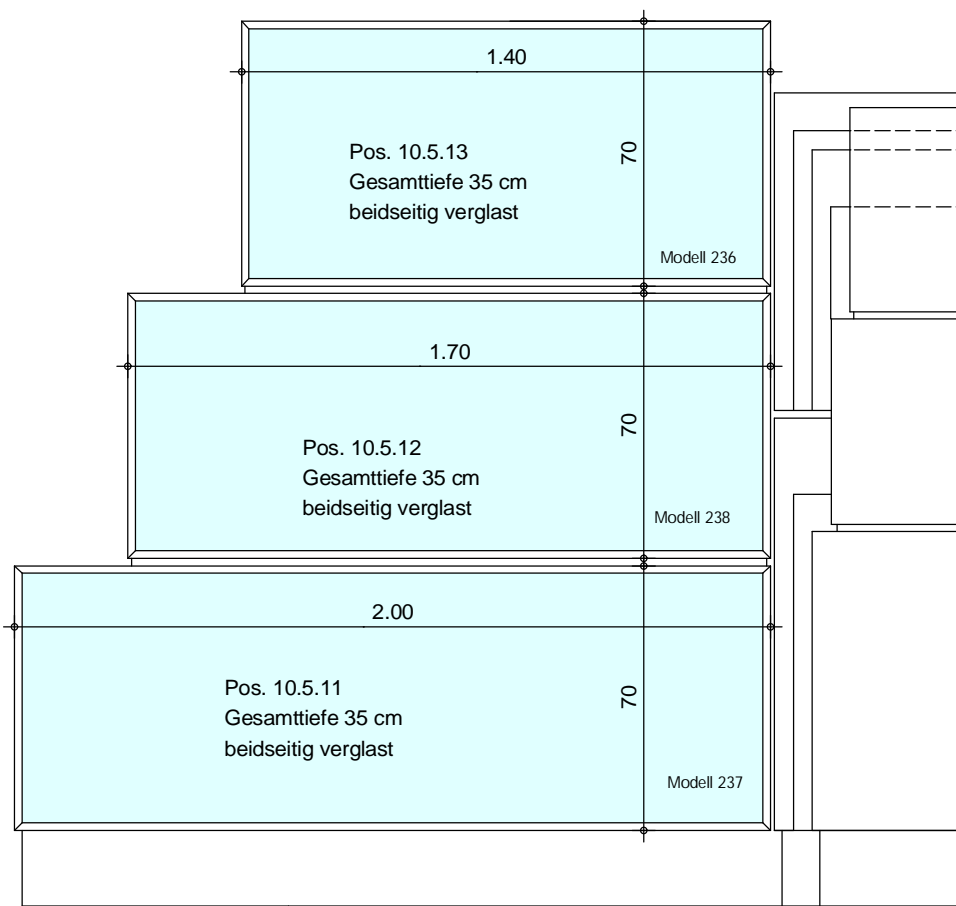 1.40
70
Pos. 10.5.13
Gesamttiefe 35 cm
beidseitig verglast
Modell 236
1.70
70
Pos. 10.5.12
Gesamttiefe 35 cm
beidseitig verglast
Modell 238
2.00
70
Pos. 10.5.11
Gesamttiefe 35 cm
beidseitig verglast
Modell 237